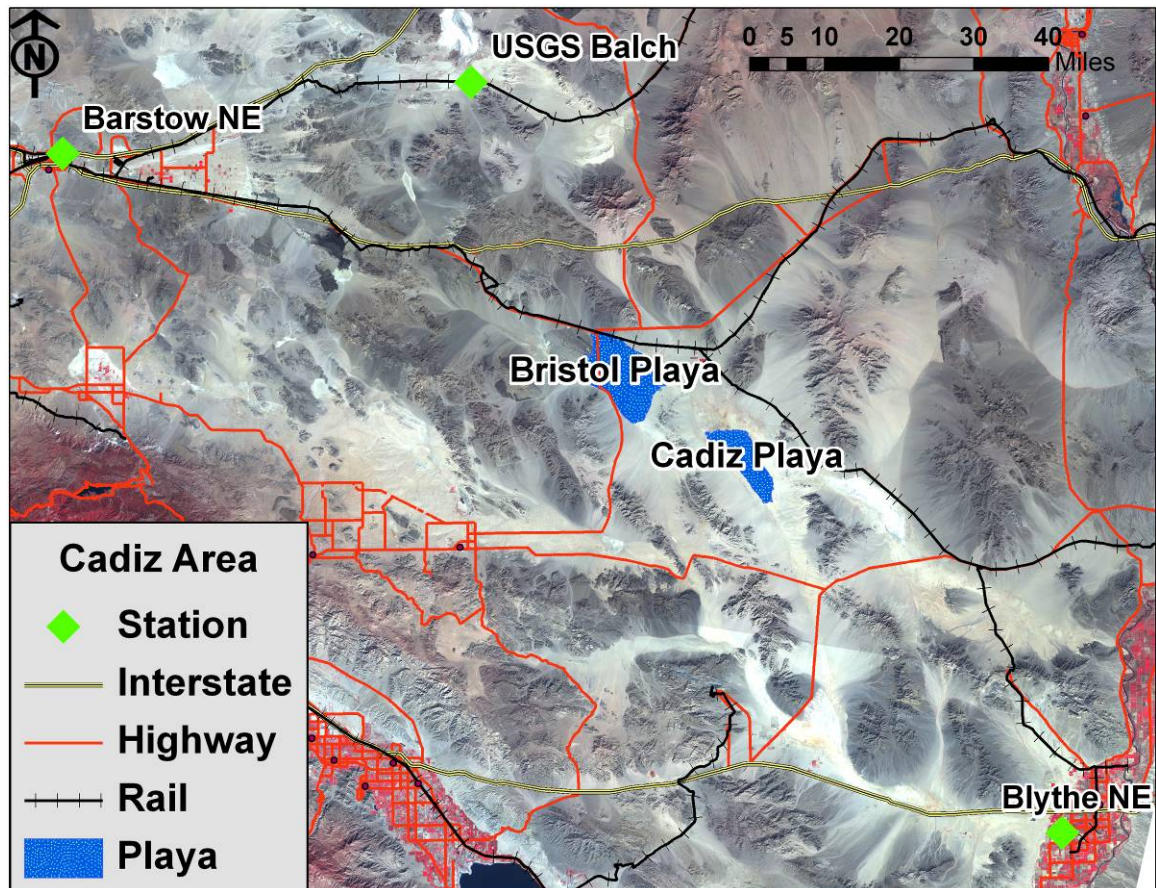 N
USGS Balch
0 5 10 20 30 40
Miles
Barstow NE
Bristol Playa
Cadiz Playa
Cadiz Area
Station
Interstate
Highway
Rail
Playa
Blythe NE